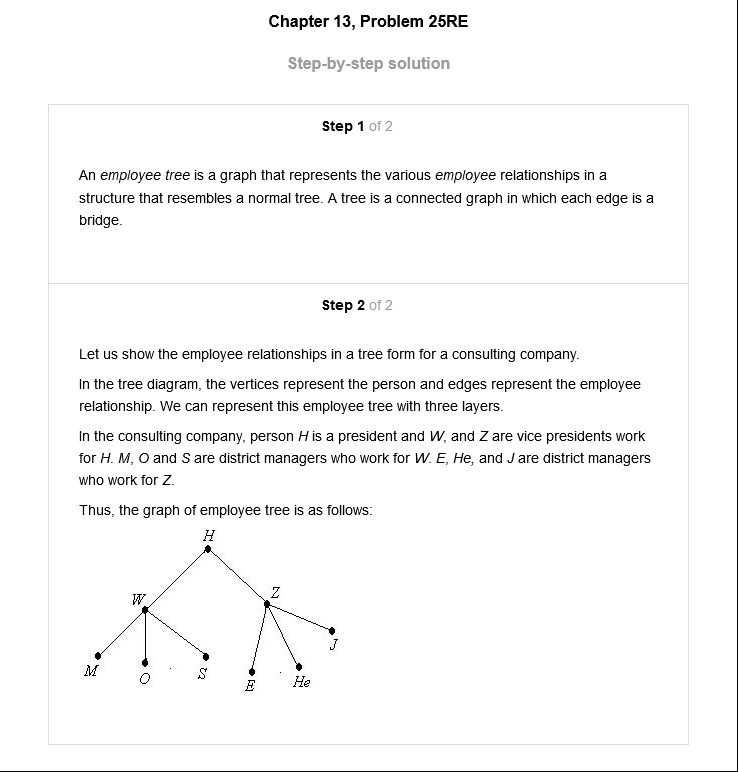 Chapter 13, Problem 25RE
Step-by-step solution
Step 1 of 2
An employee tree is a graph that represents the various employee relationships in a
structure that resembles a normal tree. A tree is a connected graph in which each edge is a
bridge.
Step 2 of 2
Let us show the employee relationships in a tree form for a consulting company.
In the tree diagram, the vertices represent the person and edges represent the employee
relationship. We can represent this employee tree with three layers.
In the consulting company, person H is a president and W, and Z are vice presidents work
for H. M, O and S are district managers who work for W. E, He, and J are district managers
who work for Z.
Thus, the graph of employee tree is as follows:
H
W
Z
M
O
S
E
He
J